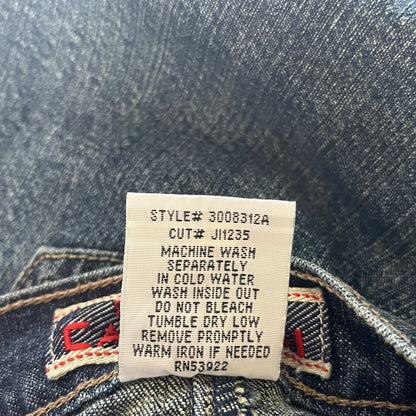 STYLE# 3008312A
CUT# JI1235
MACHINE WASH
SEPARATELY
IN COLD WATER
WASH INSIDE OUT
DO NOT BLEACH
TUMBLE DRY LOW
REMOVE PROMPTLY
WARM IRON IF NEEDED
RN53922